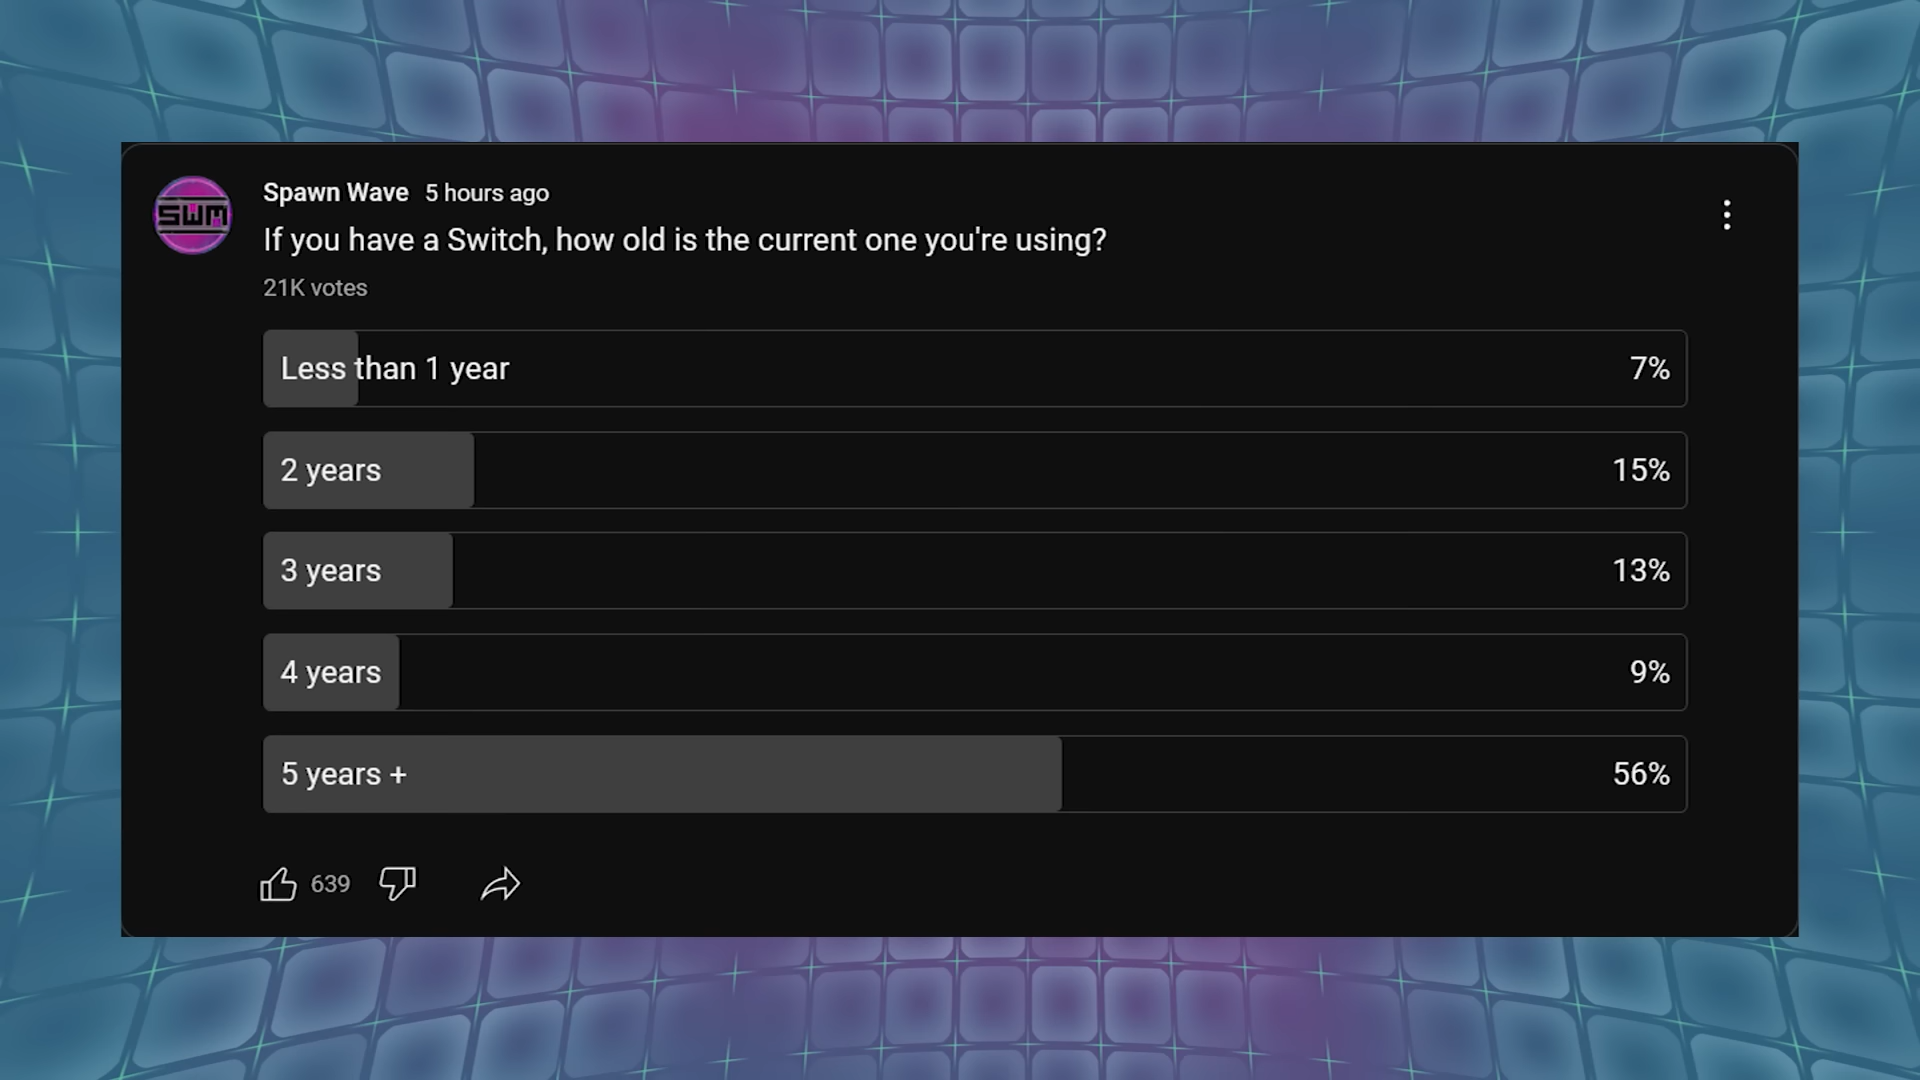 SWM
Spawn Wave 5 hours ago
If you have a Switch, how old is the current one you're using?
21K votes
Less than 1 year 7%
2 years 15%
3 years 13%
4 years 9%
5 years + 56%
639